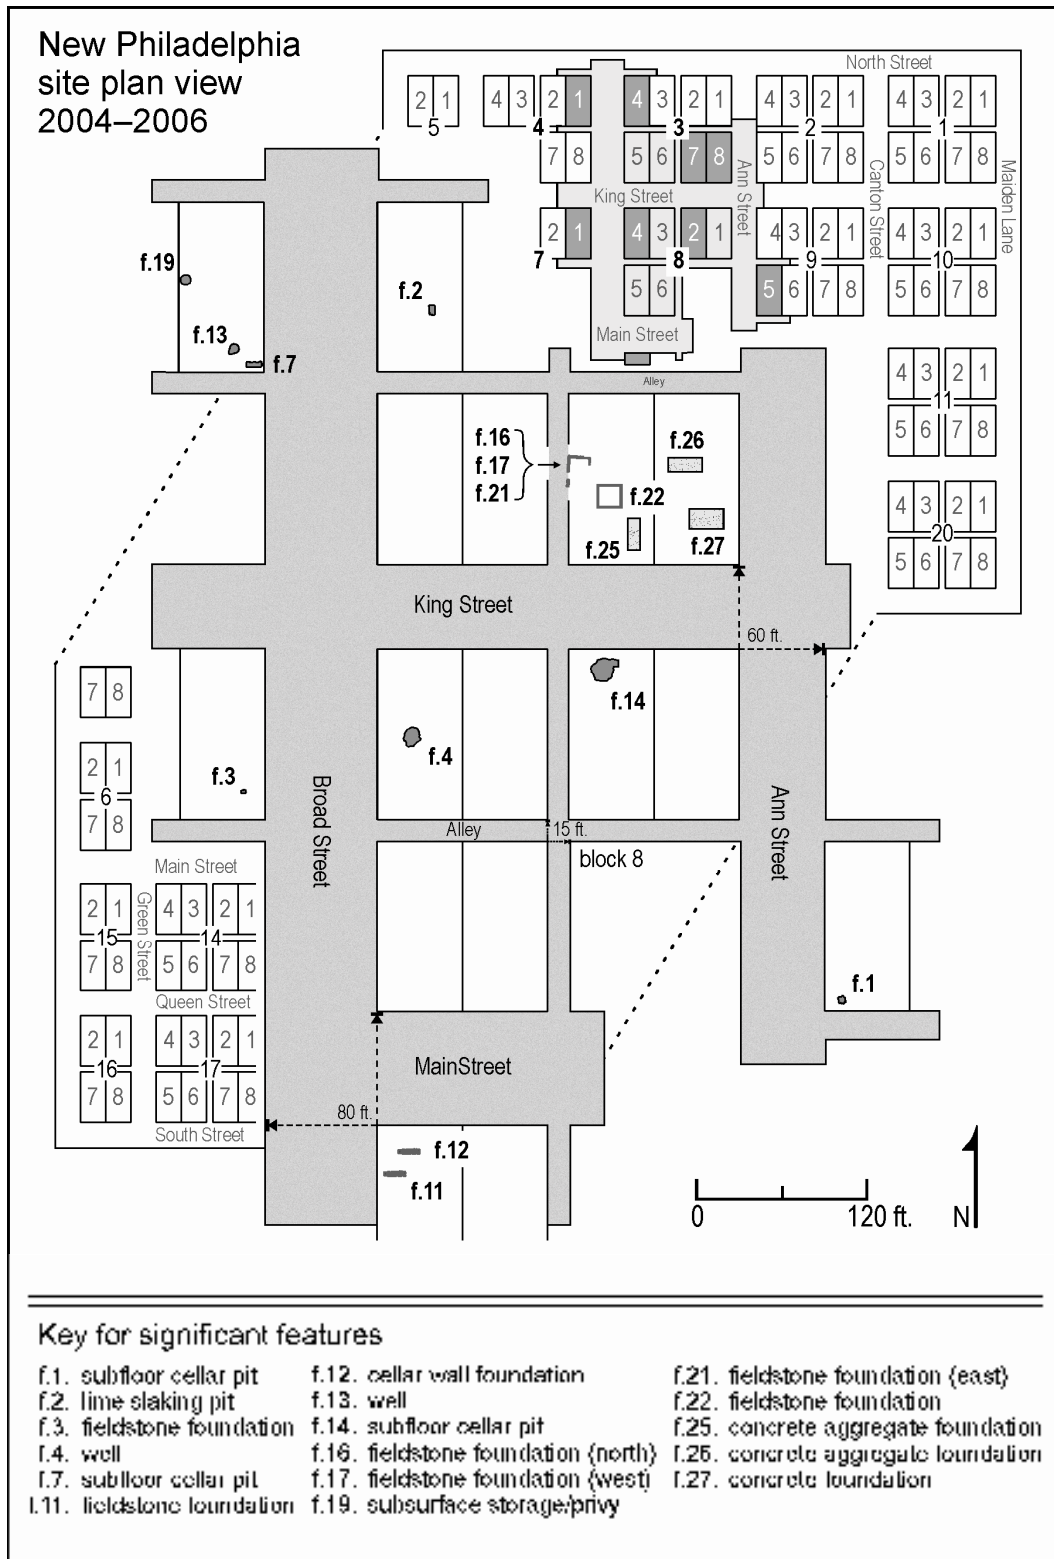 New Philadelphia
site plan view
2004–2006
North Street
2 1
4 3 2 1
4 3 2 1
4 3 2 1
4 3 2 1
5
4
3
2
1
7 8
5 6 7 8
5 6 7 8
5 6 7 8
King Street
Ann Street
Canton Street
Maiden Lane
2 1
4 3 2 1
4 3 2 1
4 3 2 1
7
8
9
10
5 6
5 6 7 8
5 6 7 8
Main Street
4 3 2 1
11
5 6 7 8
4 3 2 1
20
5 6 7 8
f.19
f.2
f.13
f.7
Alley
f.16
f.17
f.21
f.26
f.22
f.25
f.27
King Street
60 ft.
7 8
2 1
6
7 8
f.14
f.4
f.3
Broad Street
Ann Street
Alley
15 ft.
block 8
Main Street
2 1
4 3 2 1
15
Green Street
14
7 8
5 6 7 8
Queen Street
2 1
4 3 2 1
16
17
7 8
5 6 7 8
South Street
f.1
MainStreet
80 ft.
f.12
f.11
0
120 ft.
N
Key for significant features
f.1. subfloor cellar pit
f.2. lime slaking pit
f.3. fieldstone foundation
f.4. well
f.7. subfloor cellar pit
f.11. fieldstone foundation
f.12. cellar wall foundation
f.13. well
f.14. subfloor cellar pit
f.16. fieldstone foundation (north)
f.17. fieldstone foundation (west)
f.19. subsurface storage/privy
f.21. fieldstone foundation (east)
f.22. fieldstone foundation
f.25. concrete aggregate foundation
f.26. concrete aggregate foundation
f.27. concrete foundation